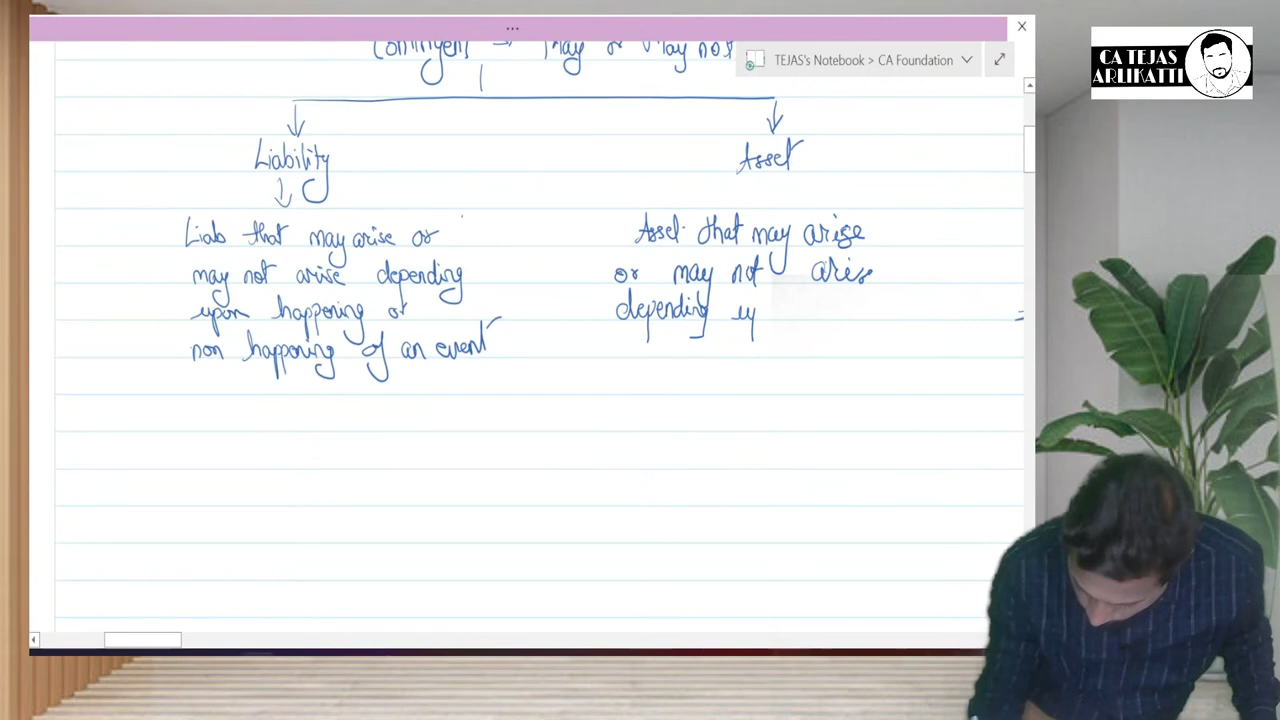 ...
Contingent → May or May not
TEJAS's Notebook > CA Foundation
CA TEJAS
ARLIKATTI
Liability
Asset
Liab that may arise or
may not arise depending
upon happening or
non happening of an event
Asset that may arise
or may not arise
depending up